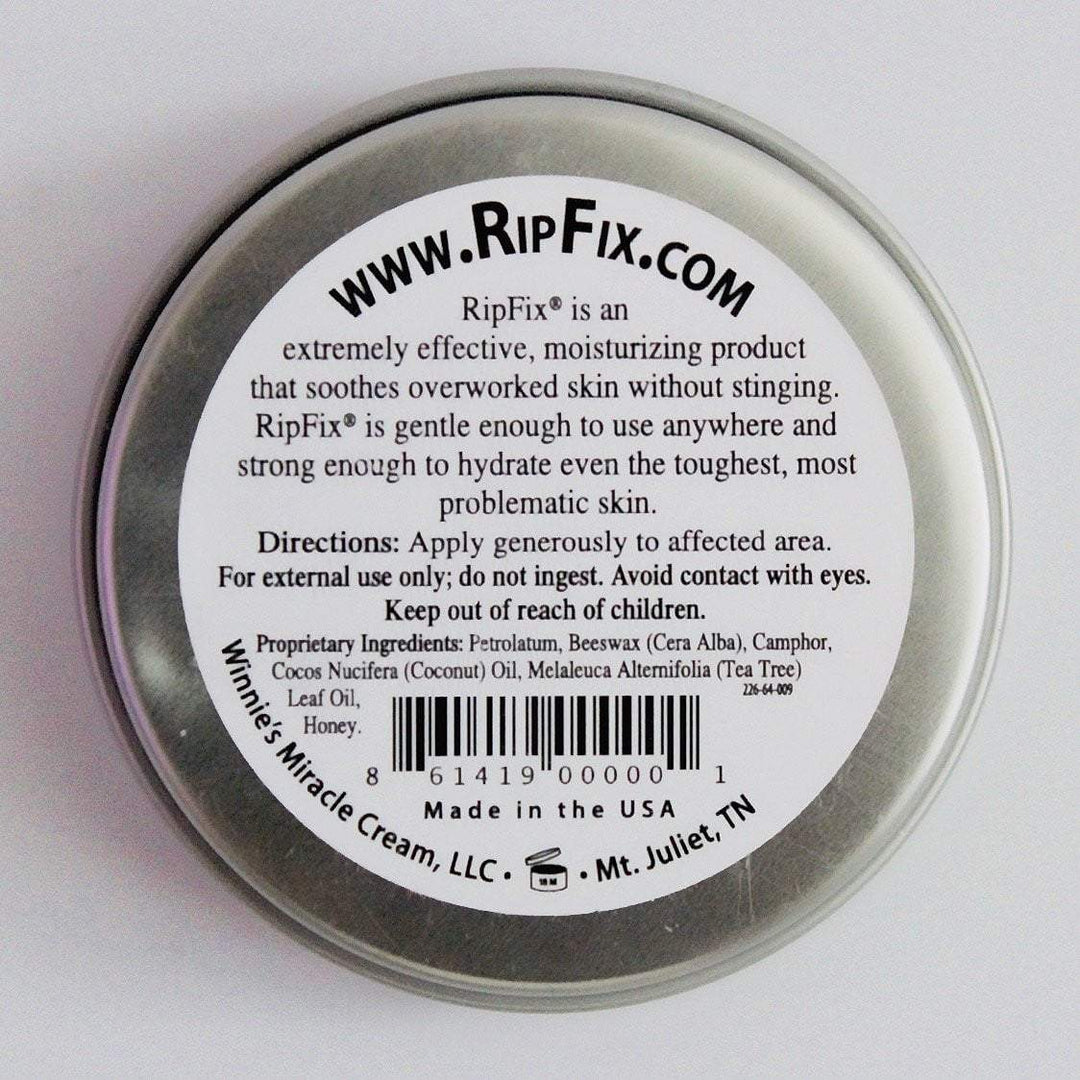 www.RipFix.com
RipFix® is an
extremely effective, moisturizing product
that soothes overworked skin without stinging.
RipFix® is gentle enough to use anywhere and
strong enough to hydrate even the toughest, most
problematic skin.
Directions: Apply generously to affected area.
For external use only; do not ingest. Avoid contact with eyes.
Keep out of reach of children.
Proprietary Ingredients: Petrolatum, Beeswax (Cera Alba), Camphor,
Cocos Nucifera (Coconut) Oil, Melaleuca Alternifolia (Tea Tree)
226-64-009
Leaf Oil,
Honey.
8 61419 00000 1
Made in the USA
Winnie's Miracle Cream, LLC • 18 M • Mt. Juliet, TN